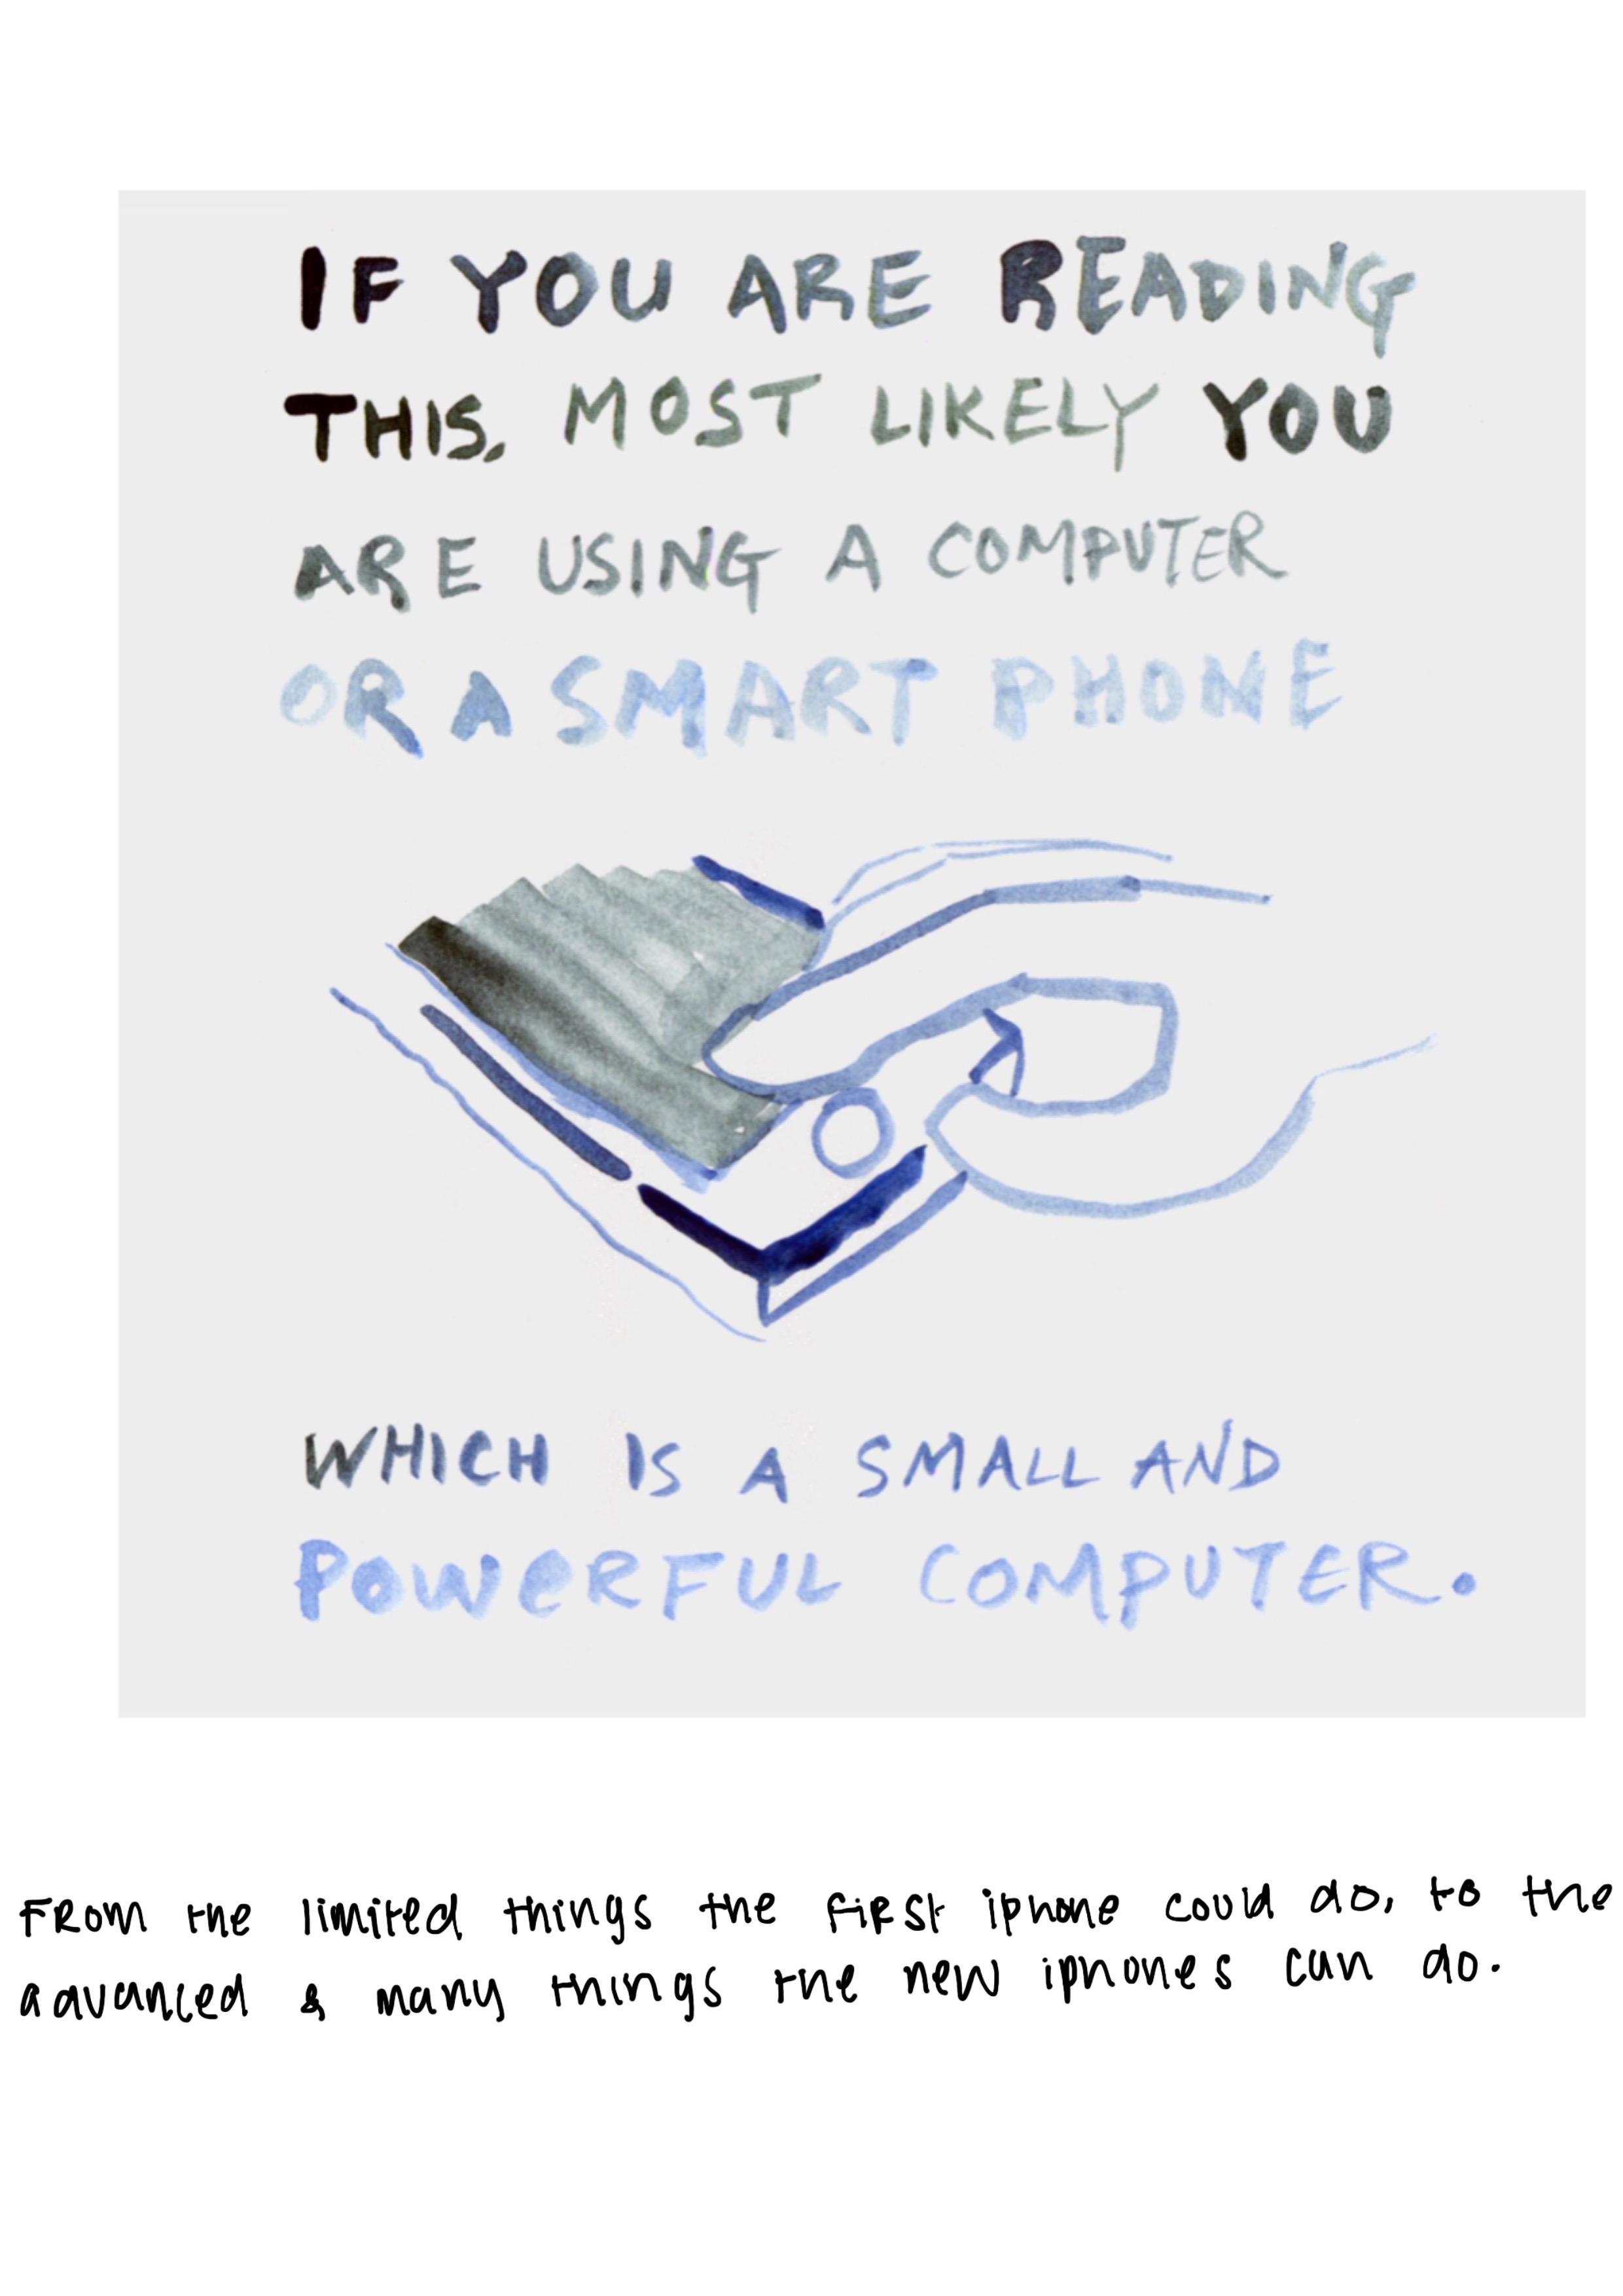 IF YOU ARE READING
THIS, MOST LIKELY YOU
ARE USING A COMPUTER
OR A SMART PHONE
WHICH IS A SMALL AND
POWERFUL COMPUTER.
From the limited things the first iphone could do, to the
advanced & many things the new iphones can do.